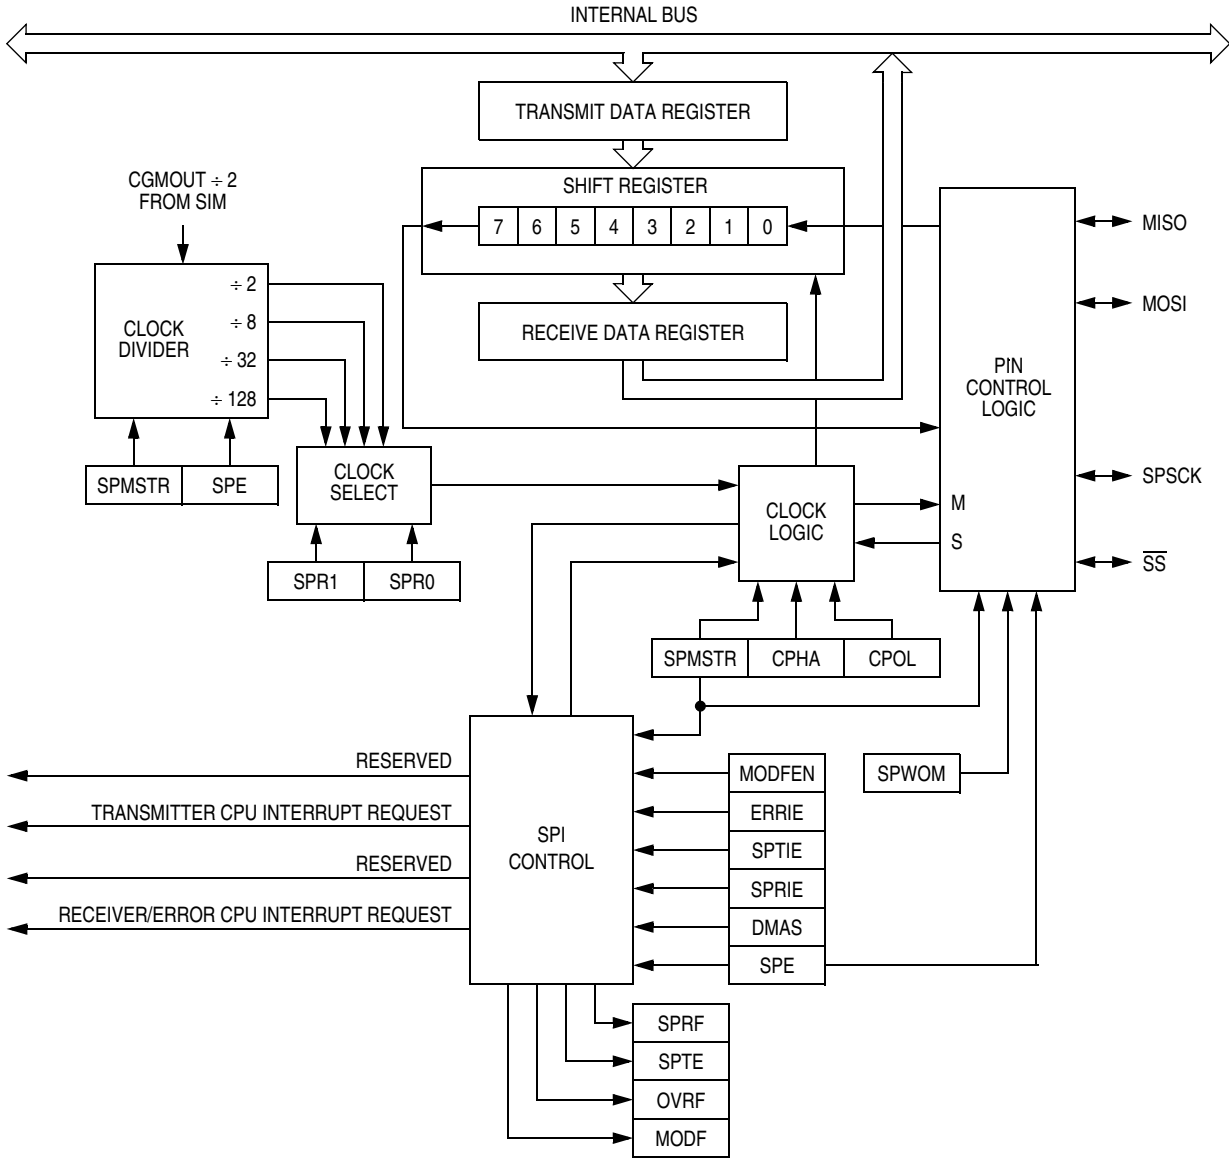 INTERNAL BUS
TRANSMIT DATA REGISTER
CGMOUT ÷ 2
FROM SIM
SHIFT REGISTER
7 6 5 4 3 2 1 0
MISO
÷ 2
CLOCK
DIVIDER
÷ 8
÷ 32
÷ 128
RECEIVE DATA REGISTER
MOSI
PIN
CONTROL
LOGIC
SPMSTR SPE
CLOCK
SELECT
SPSCK
CLOCK
LOGIC
M
S
SS
SPR1 SPR0
SPMSTR CPHA CPOL
RESERVED
TRANSMITTER CPU INTERRUPT REQUEST
RESERVED
RECEIVER/ERROR CPU INTERRUPT REQUEST
SPI
CONTROL
MODFEN
ERRIE
SPTIE
SPRIE
DMAS
SPE
SPWOM
SPRF
SPTE
OVRF
MODF